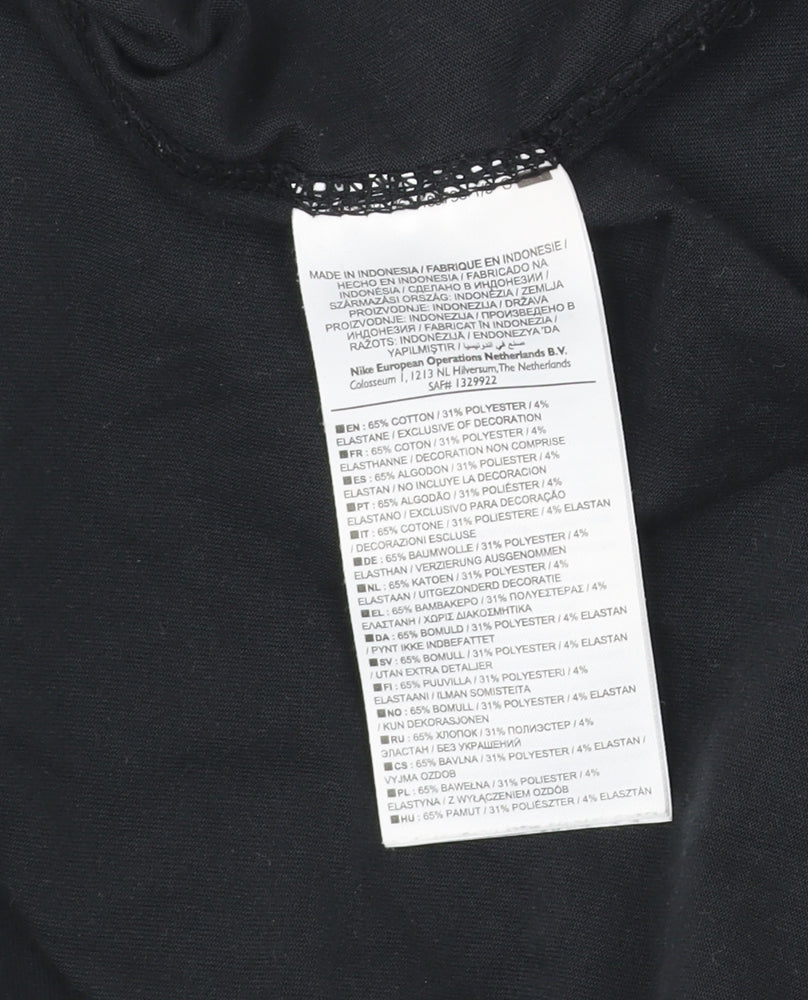 MADE IN INDONESIA / FABRIQUE EN INDONESIE /
HECHO EN INDONESIA / FABRICADO NA
INDONÉSIA / СДЕЛАНО В ИНДОНЕЗИИ /
SZÁRMAZÁSI ORSZÁG: INDONÉZIA / ZEMLJA
PROIZVODNJE: INDONEZIJA / DRŽAVA
PROIZVODNJE: INDONEZIJA / ПРОИЗВЕДЕНО В
ИНДОНЕЗИЯ / FABRICAT ÎN INDONEZIA /
RAŽOTS: INDONĒZIJĀ / ENDONEZYA 'DA
YAPILMIŞTIR / صنع في اندونيسيا
Nike European Operations Netherlands B.V.
Colosseum 1, 1213 NL Hilversum, The Netherlands
SAF# 1329922
EN : 65% COTTON / 31% POLYESTER / 4%
ELASTANE / EXCLUSIVE OF DECORATION
FR : 65% COTON / 31% POLYESTER / 4%
ELASTHANNE / DECORATION NON COMPRISE
ES : 65% ALGODON / 31% POLIESTER / 4%
ELASTAN / NO INCLUYE LA DECORACION
PT : 65% ALGODÃO / 31% POLIÉSTER / 4%
ELASTANO / EXCLUSIVO PARA DECORAÇÃO
IT : 65% COTONE / 31% POLIESTERE / 4% ELASTAN
/ DECORAZIONI ESCLUSE
DE : 65% BAUMWOLLE / 31% POLYESTER / 4%
ELASTHAN / VERZIERUNG AUSGENOMMEN
NL : 65% KATOEN / 31% POLYESTER / 4%
ELASTAAN / UITGEZONDERD DECORATIE
EL : 65% ΒΑΜΒΑΚΕΡΟ / 31% ΠΟΛΥΕΣΤΕΡΑΣ / 4%
ΕΛΑΣΤΑΝΗ / ΧΩΡΙΣ ΔΙΑΚΟΣΜΗΤΙΚΑ
DA : 65% BOMULD / 31% POLYESTER / 4% ELASTAN
/ PYNT IKKE INDBEFATTET
SV : 65% BOMULL / 31% POLYESTER / 4% ELASTAN
/ UTAN EXTRA DETALJER
FI : 65% PUUVILLA / 31% POLYESTERI / 4%
ELASTAANI / ILMAN SOMISTEITA
NO : 65% BOMULL / 31% POLYESTER / 4% ELASTAN
/ KUN DEKORASJONEN
RU : 65% ХЛОПОК / 31% ПОЛИЭСТЕР / 4%
ЭЛАСТАН / БЕЗ УКРАШЕНИЙ
CS : 65% BAVLNA / 31% POLYESTER / 4% ELASTAN /
VYJMA OZDOB
PL : 65% BAWEŁNA / 31% POLIESTER / 4%
ELASTYNA / Z WYŁĄCZENIEM OZDÓB
HU : 65% PAMUT / 31% POLIÉSZTER / 4% ELASZTÁN